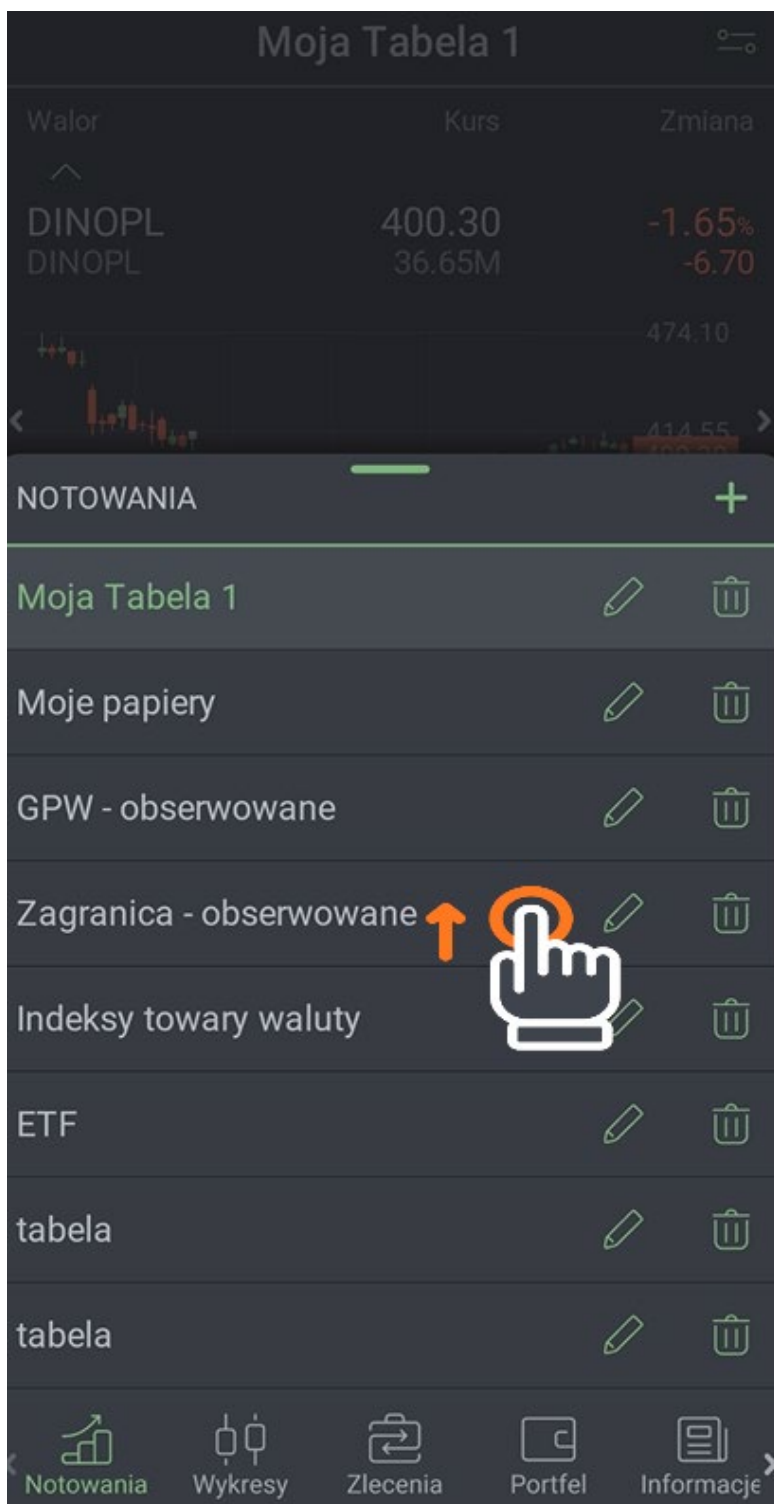 Moja Tabela 1
Walor Kurs Zmiana
DINOPL 400.30 -1.65%
DINOPL 36.65M -6.70
474.10
414.55
NOTOWANIA
Moja Tabela 1
Moje papiery
GPW - obserwowane
Zagranica - obserwowane
Indeksy towary waluty
ETF
tabela
tabela
Notowania Wykresy Zlecenia Portfel Informacje